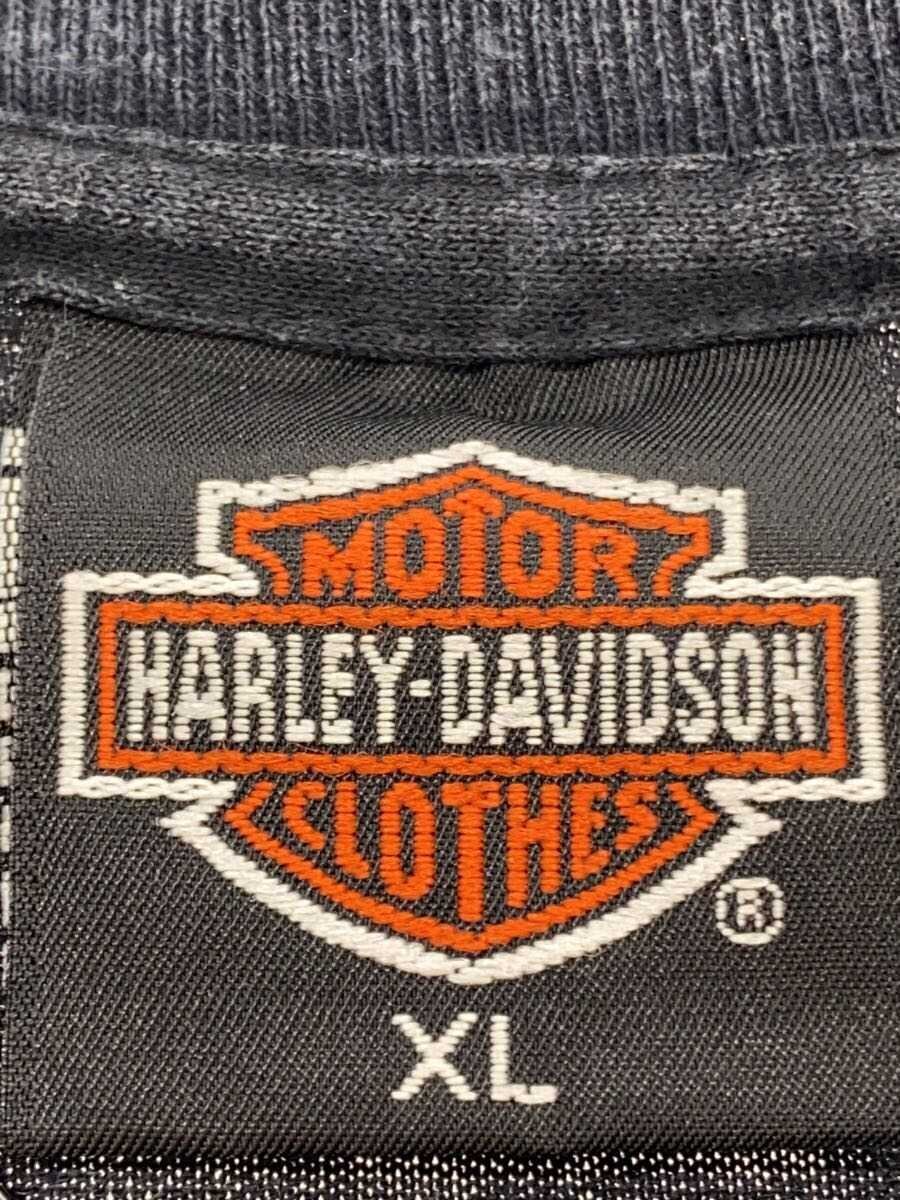 MOTOR
HARLEY-DAVIDSON
CLOTHES
®
XL